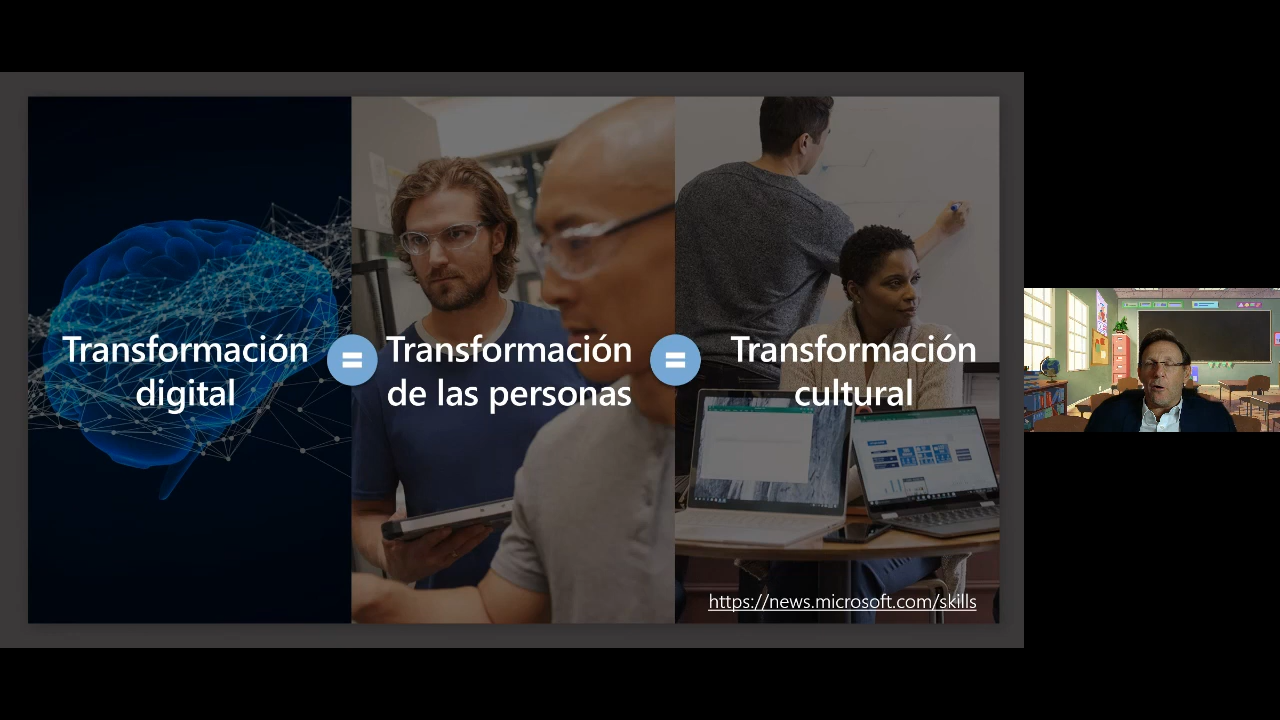 Transformación
digital
=
Transformación
de las personas
=
Transformación
cultural
https://news.microsoft.com/skills